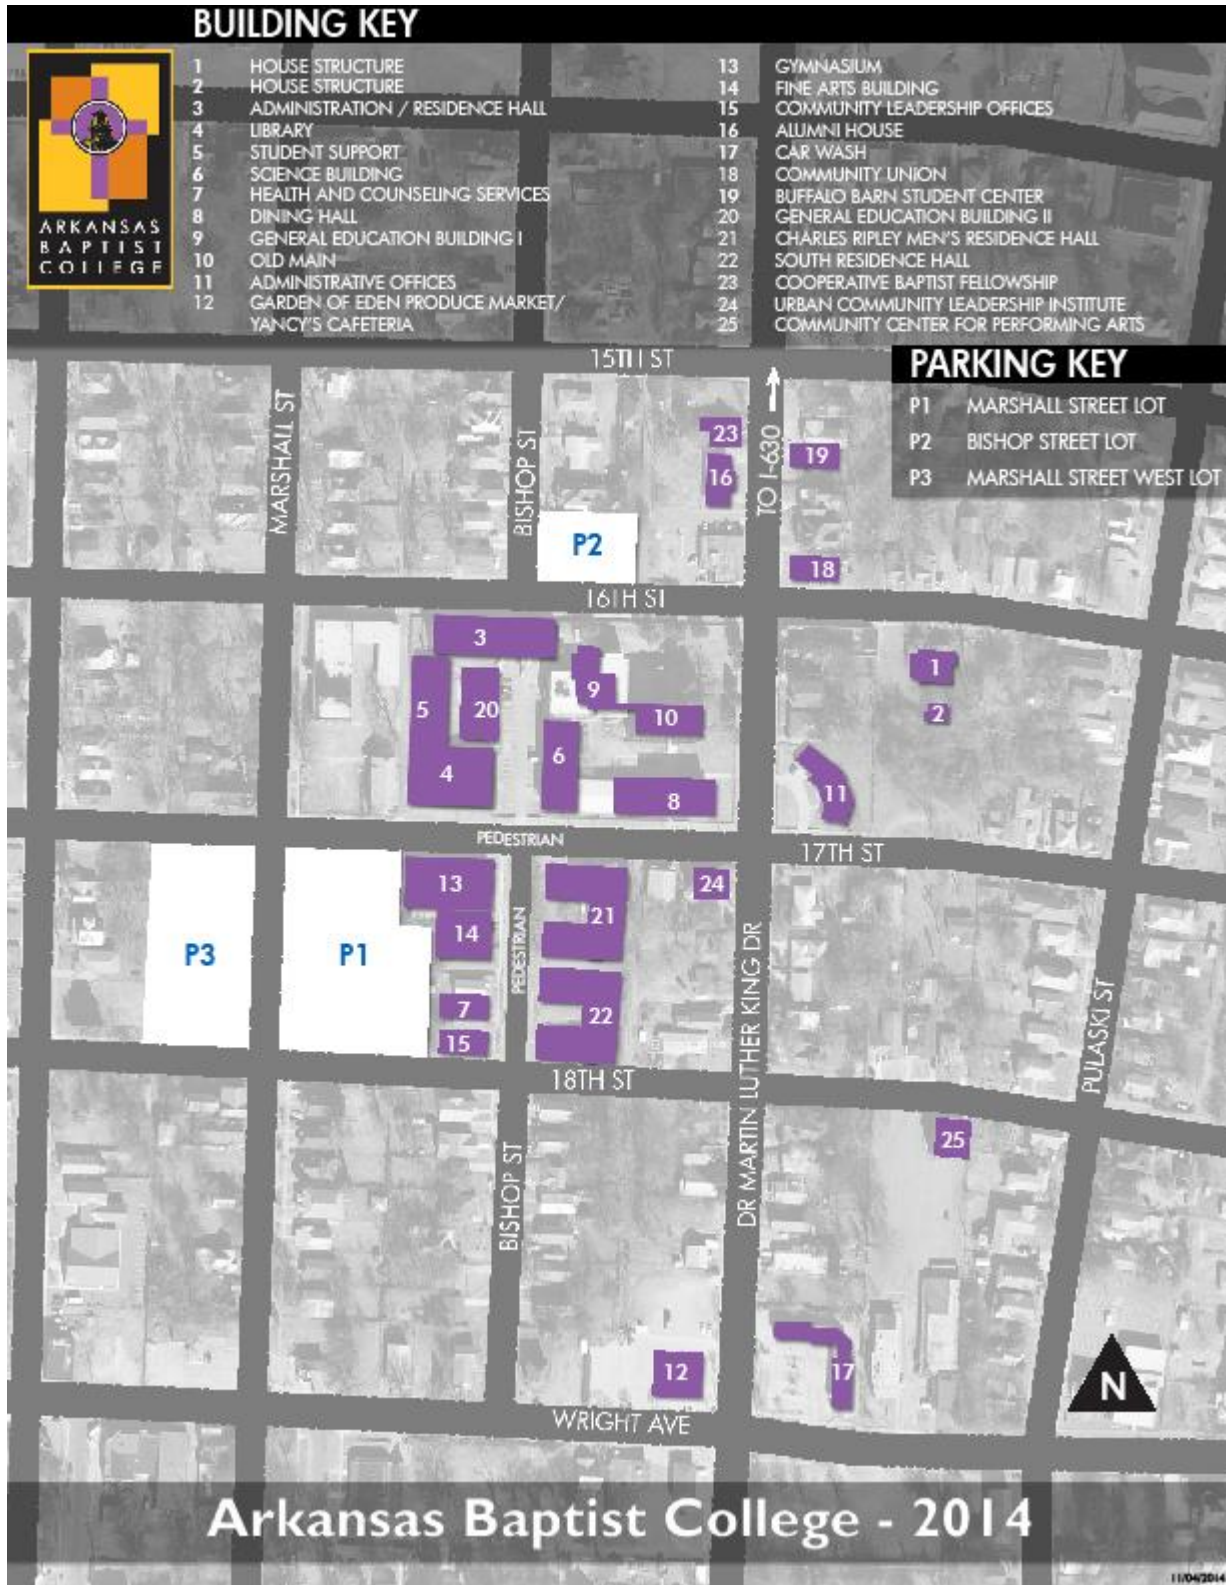 BUILDING KEY
ARKANSAS
BAPTIST
COLLEGE
1 HOUSE STRUCTURE
2 HOUSE STRUCTURE
3 ADMINISTRATION / RESIDENCE HALL
4 LIBRARY
5 STUDENT SUPPORT
6 SCIENCE BUILDING
7 HEALTH AND COUNSELING SERVICES
8 DINING HALL
9 GENERAL EDUCATION BUILDING I
10 OLD MAIN
11 ADMINISTRATIVE OFFICES
12 GARDEN OF EDEN PRODUCE MARKET/
YANCY'S CAFETERIA
13 GYMNASIUM
14 FINE ARTS BUILDING
15 COMMUNITY LEADERSHIP OFFICES
16 ALUMNI HOUSE
17 CAR WASH
18 COMMUNITY UNION
19 BUFFALO BARN STUDENT CENTER
20 GENERAL EDUCATION BUILDING II
21 CHARLES RIPLEY MEN'S RESIDENCE HALL
22 SOUTH RESIDENCE HALL
23 COOPERATIVE BAPTIST FELLOWSHIP
24 URBAN COMMUNITY LEADERSHIP INSTITUTE
25 COMMUNITY CENTER FOR PERFORMING ARTS
PARKING KEY
P1 MARSHALL STREET LOT
P2 BISHOP STREET LOT
P3 MARSHALL STREET WEST LOT
15TH ST
MARSHALL ST
BISHOP ST
TO I-630
23
16
19
P2
18
16TH ST
3
5
20
4
9
10
6
8
1
2
11
PEDESTRIAN
17TH ST
P3
P1
13
14
7
15
PEDESTRIAN
21
22
24
DR MARTIN LUTHER KING DR
PULASKI ST
18TH ST
BISHOP ST
25
12
17
N
WRIGHT AVE
Arkansas Baptist College - 2014
11/04/2014